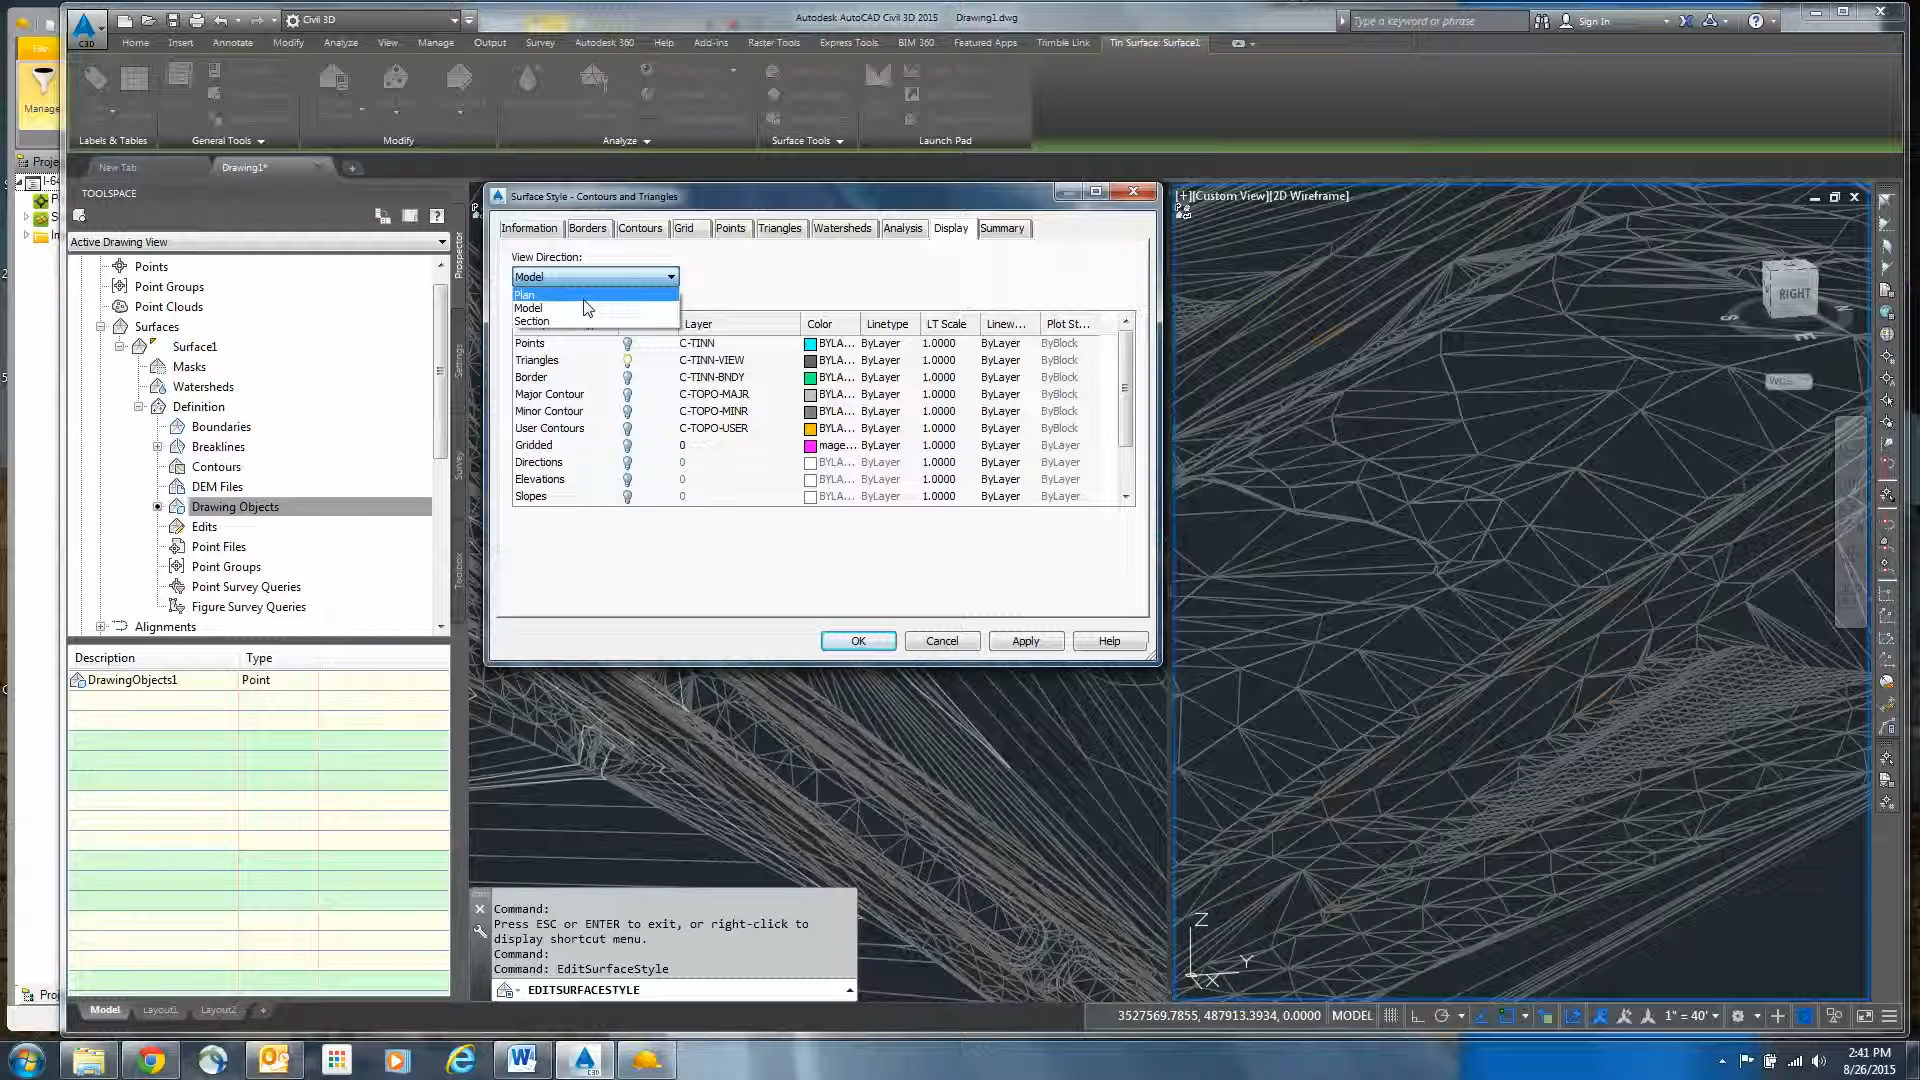 Civil 3D
Autodesk AutoCAD Civil 3D 2015 Drawing1.dwg
Type a keyword or phrase
Sign In
File
C3D
Home Insert Annotate Modify Analyze View Manage Output Survey Autodesk 360 Help Add-ins Raster Tools Express Tools BIM 360 Featured Apps Trimble Link Tin Surface: Surface1
Manage
Labels & Tables General Tools Modify Analyze Surface Tools Launch Pad
New Tab Drawing1*
Proje
I-64
TOOLSPACE
Active Drawing View
Points
Point Groups
Point Clouds
Surfaces
Surface1
Masks
Watersheds
Definition
Boundaries
Breaklines
Contours
DEM Files
Drawing Objects
Edits
Point Files
Point Groups
Point Survey Queries
Figure Survey Queries
Alignments
Prospector
Settings
Survey
Toolbox
Description Type
DrawingObjects1 Point
Surface Style - Contours and Triangles
Information Borders Contours Grid Points Triangles Watersheds Analysis Display Summary
View Direction:
Model
Plan
Model
Section
Layer Color Linetype LT Scale Linew... Plot St...
Points C-TINN BYLA... ByLayer 1.0000 ByLayer ByBlock
Triangles C-TINN-VIEW BYLA... ByLayer 1.0000 ByLayer ByBlock
Border C-TINN-BNDY BYLA... ByLayer 1.0000 ByLayer ByBlock
Major Contour C-TOPO-MAJR BYLA... ByLayer 1.0000 ByLayer ByBlock
Minor Contour C-TOPO-MINR BYLA... ByLayer 1.0000 ByLayer ByBlock
User Contours C-TOPO-USER BYLA... ByLayer 1.0000 ByLayer ByBlock
Gridded 0 mage... ByLayer 1.0000 ByLayer ByLayer
Directions 0 BYLA... ByLayer 1.0000 ByLayer ByLayer
Elevations 0 BYLA... ByLayer 1.0000 ByLayer ByLayer
Slopes 0 BYLA... ByLayer 1.0000 ByLayer ByLayer
OK Cancel Apply Help
[+][Custom View][2D Wireframe]
RIGHT
S
WCS
Z
Y
X
Command:
Press ESC or ENTER to exit, or right-click to
display shortcut menu.
Command:
Command: EditSurfaceStyle
EDITSURFACESTYLE
Proj
Model Layout1 Layout2
3527569.7855, 487913.3934, 0.0000 MODEL 1" = 40'
2:41 PM
8/26/2015